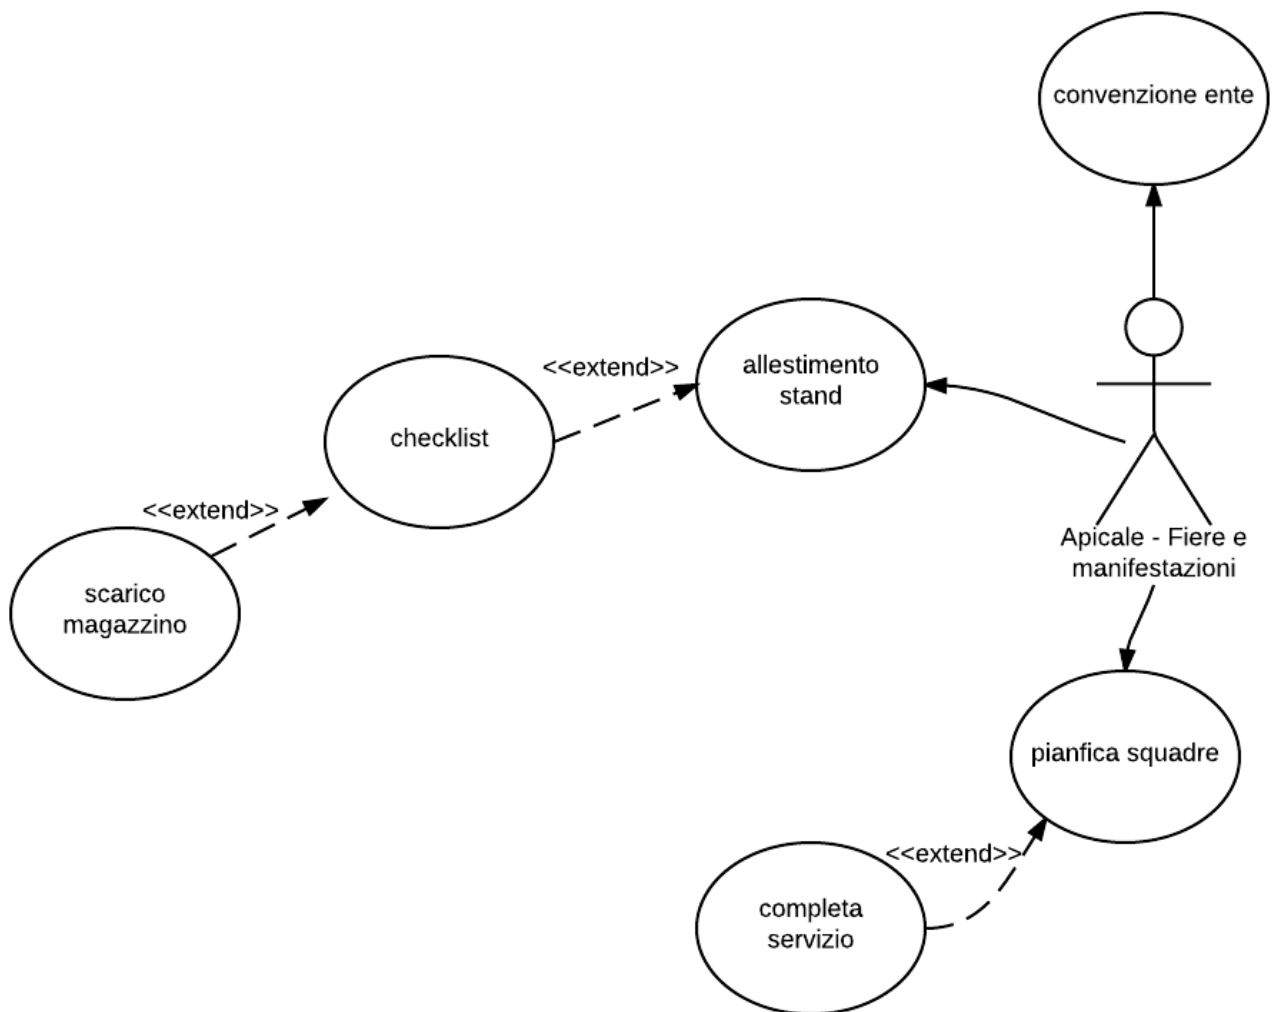 convenzione ente
allestimento
stand
<<extend>>
checklist
<<extend>>
scarico
magazzino
Apicale - Fiere e
manifestazioni
pianfica squadre
<<extend>>
completa
servizio